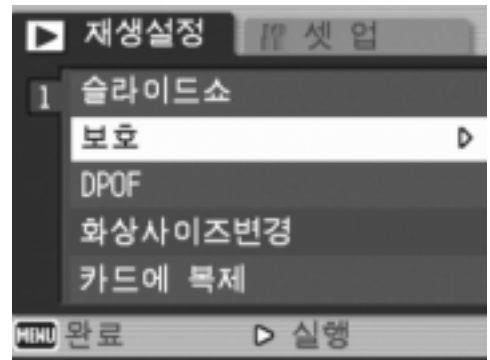 재생설정 셋 업
1 슬라이드쇼
보호
DPOF
화상사이즈변경
카드에 복제
MENU 완료 실행